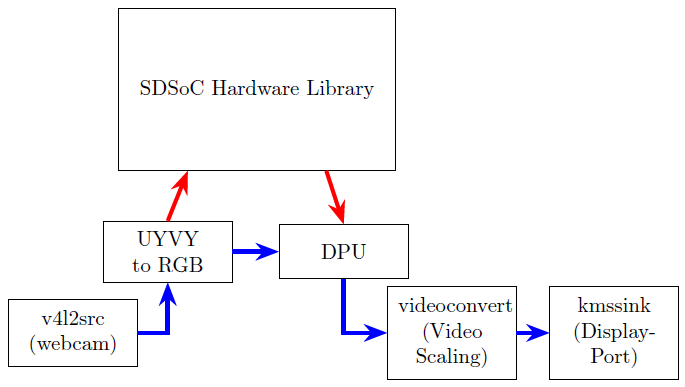 SDSoC Hardware Library
UYVY
to RGB
DPU
v4l2src
(webcam)
videoconvert
(Video
Scaling)
kmssink
(Display-
Port)